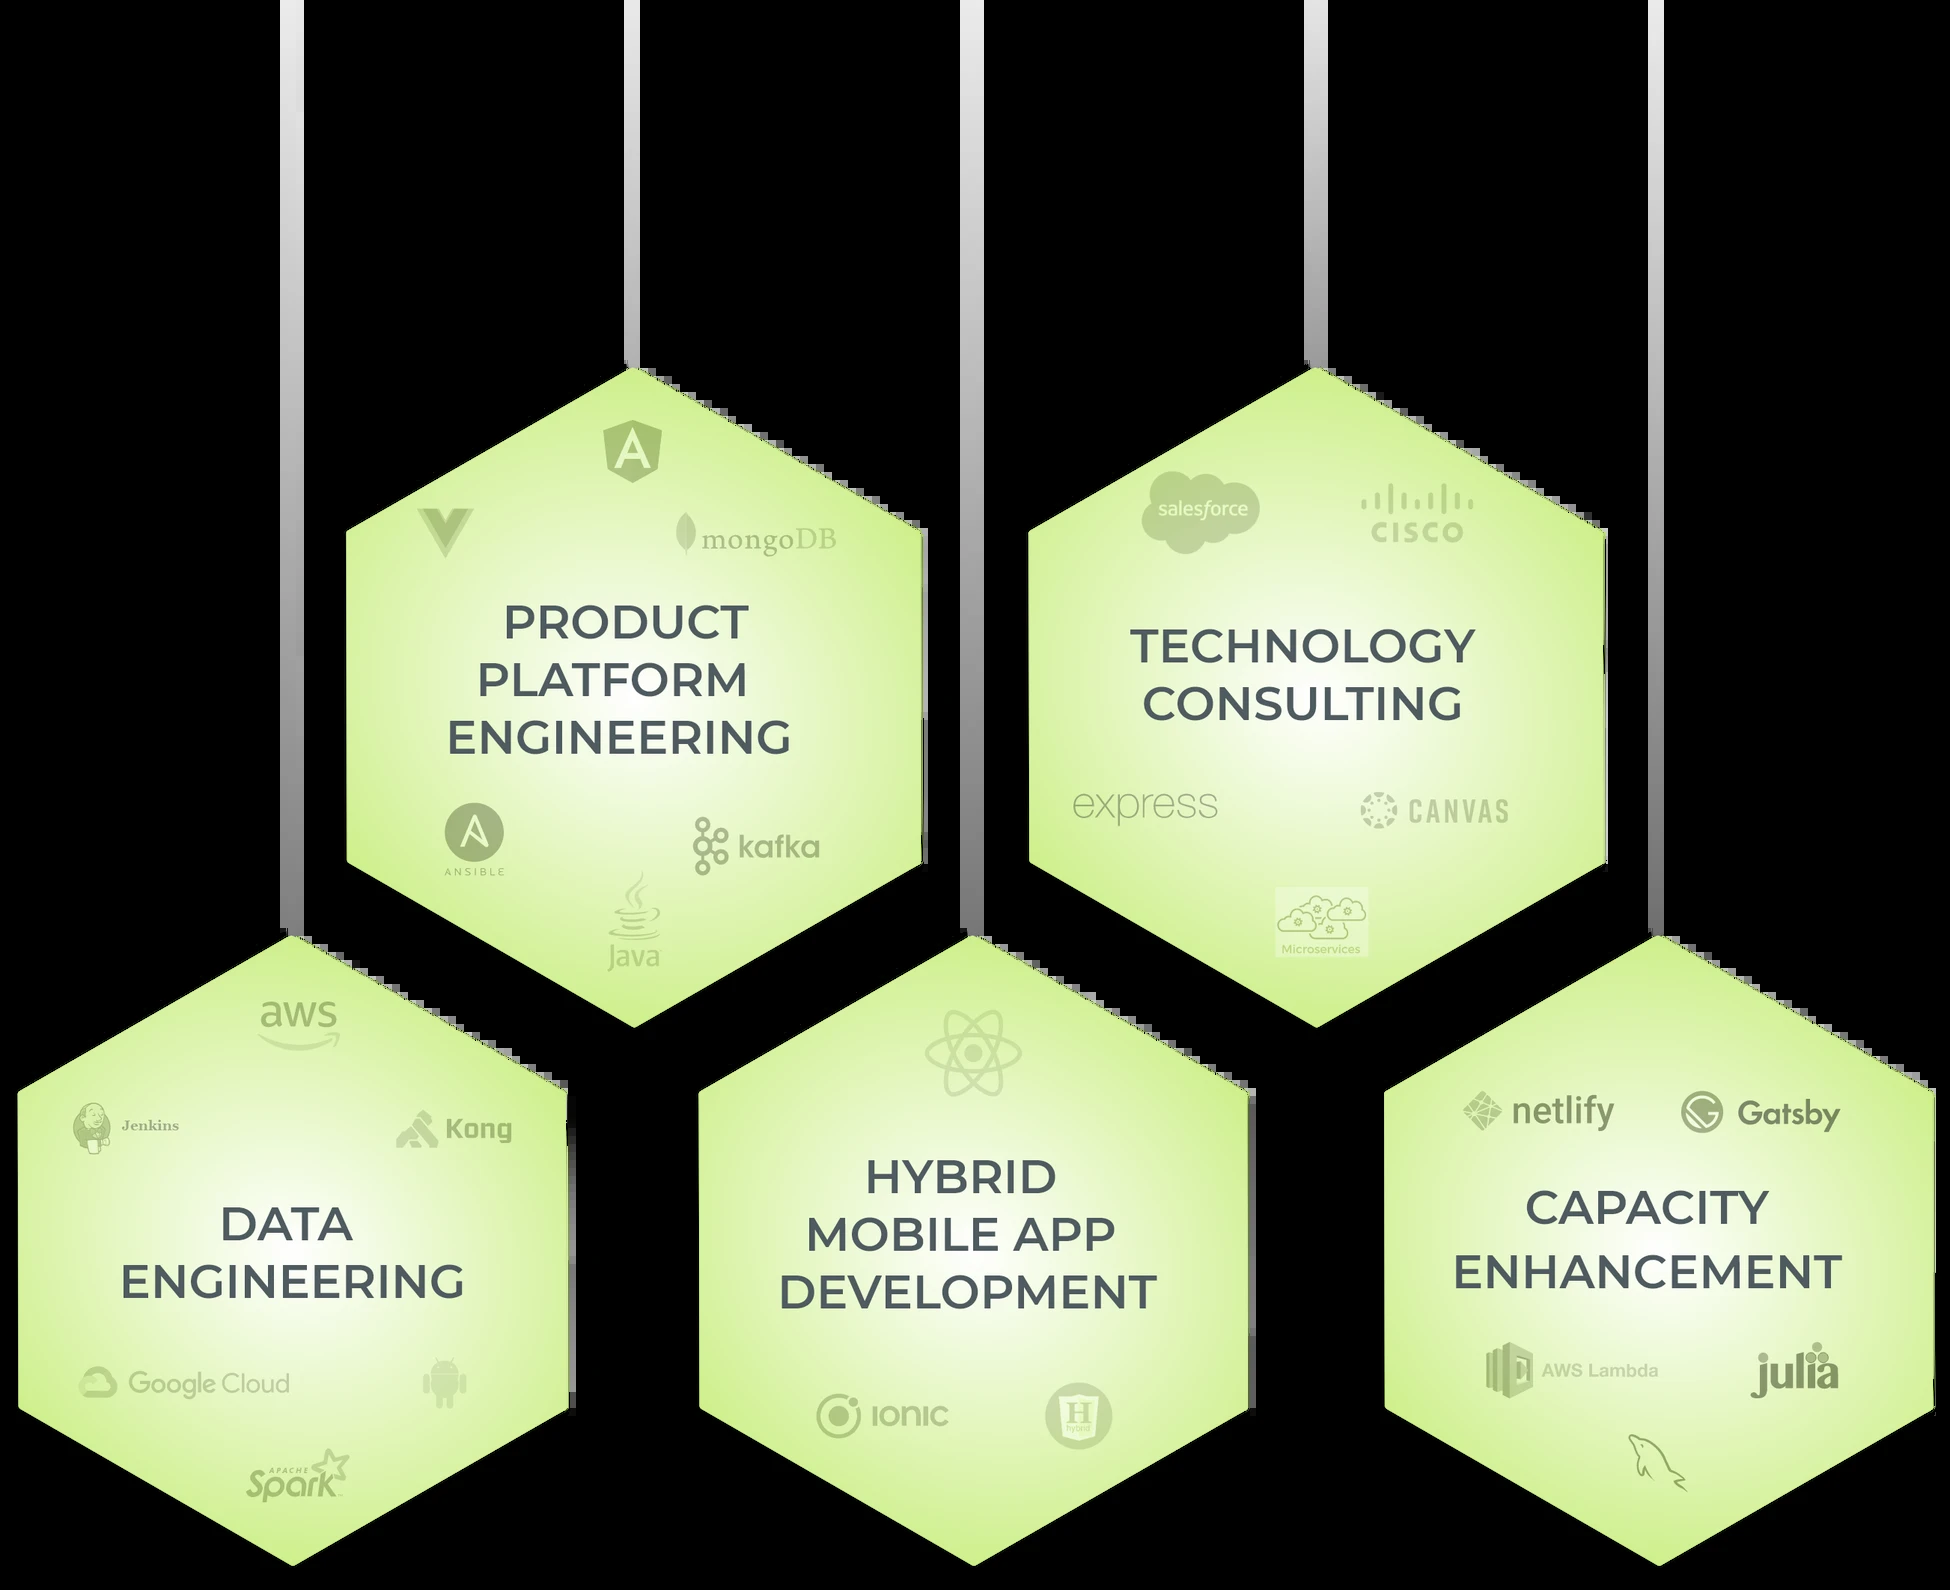 A
mongoDB
PRODUCT
PLATFORM
ENGINEERING
A
ANSIBLE
kafka
Java
salesforce
CISCO
TECHNOLOGY
CONSULTING
express
CANVAS
Microservices
aws
Jenkins
Kong
DATA
ENGINEERING
Google Cloud
APACHE
Spark
HYBRID
MOBILE APP
DEVELOPMENT
IONIC
H
hybrid
netlify
Gatsby
CAPACITY
ENHANCEMENT
AWS Lambda
julia